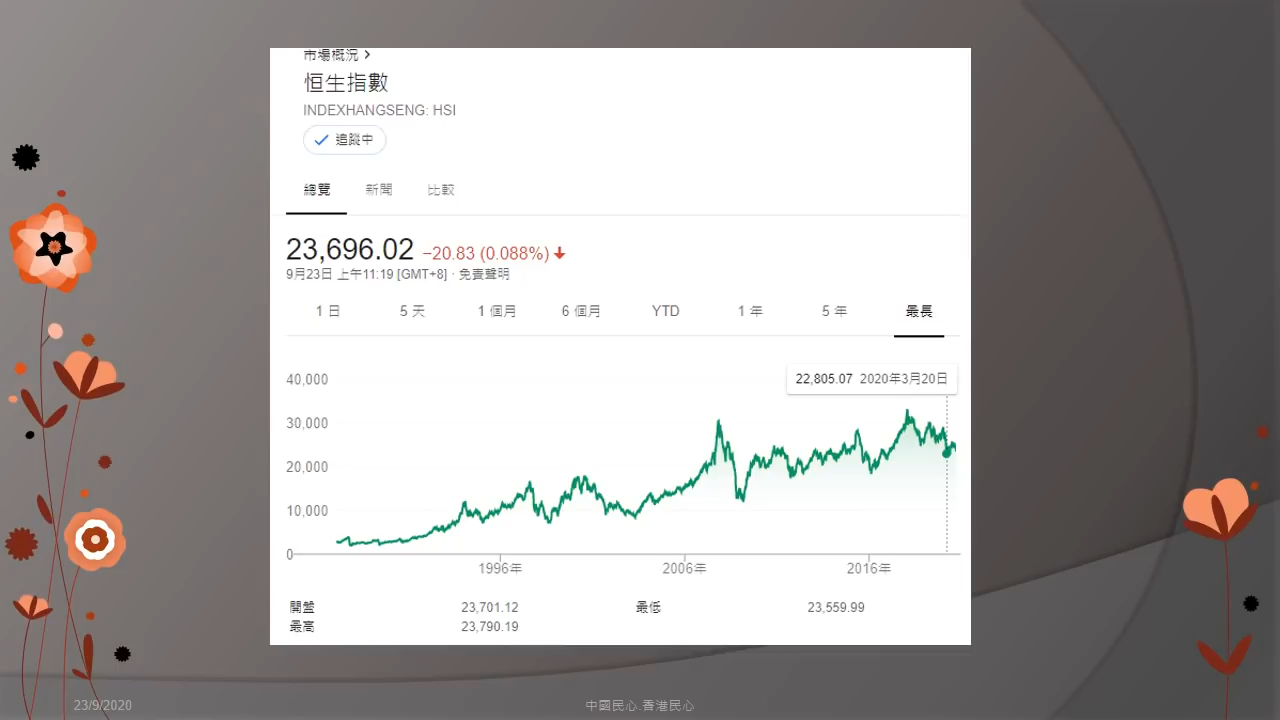 市場概況 >
恒生指數
INDEXHANGSENG: HSI
追蹤中
總覽 新聞 比較
23,696.02 −20.83 (0.088%)
9月23日 上午11:19 [GMT+8] · 免責聲明
1 日 5 天 1 個月 6 個月 YTD 1 年 5 年 最長
22,805.07 2020年3月20日
40,000
30,000
20,000
10,000
0
1996年 2006年 2016年
開盤 23,701.12 最低 23,559.99
最高 23,790.19
23/9/2020 中國民心.香港民心